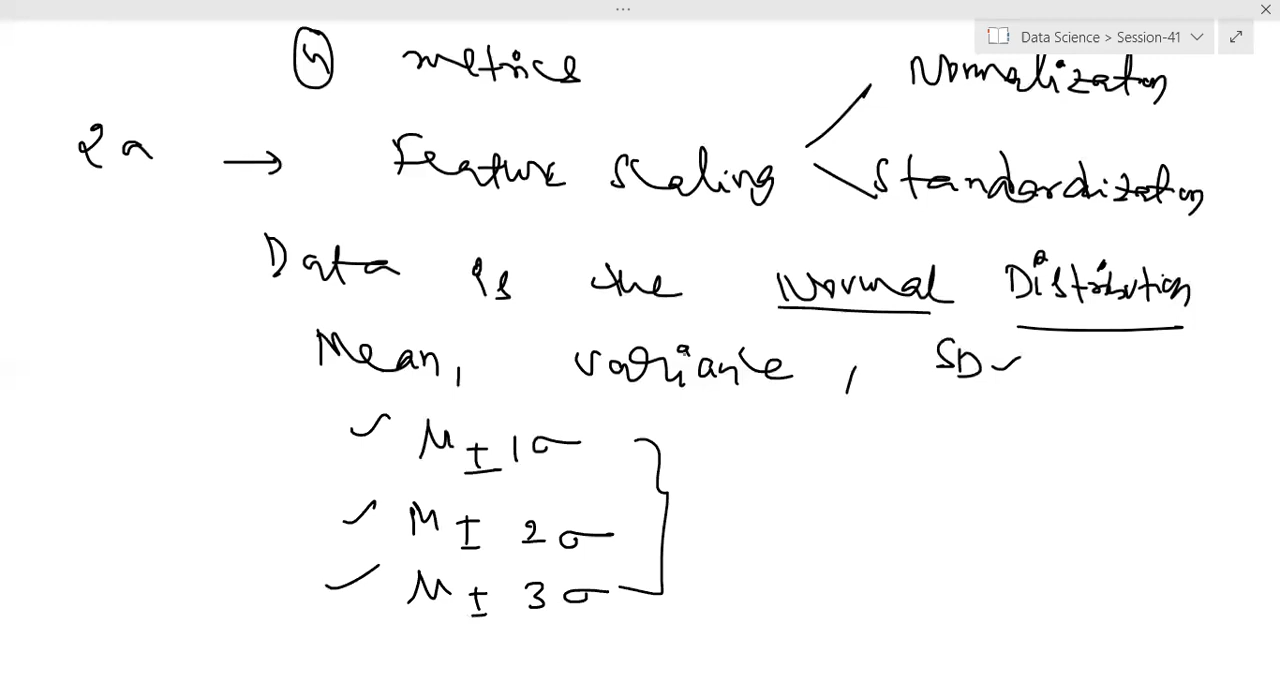 Data Science > Session-41
④ metrics
Normalization
2a → Feature Scaling
Standardization
Data is the Normal Distribution
Mean, variance, SD ✓
✓ μ ± 1σ
✓ μ ± 2σ
✓ μ ± 3σ